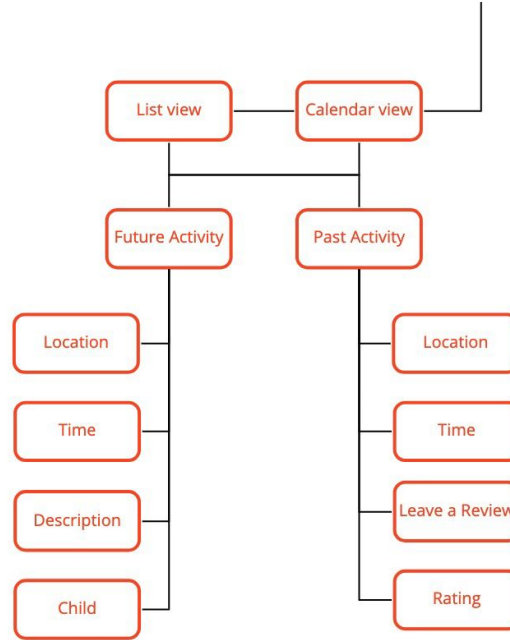 List view
Calendar view
Future Activity
Past Activity
Location
Location
Time
Time
Description
Leave a Review
Child
Rating